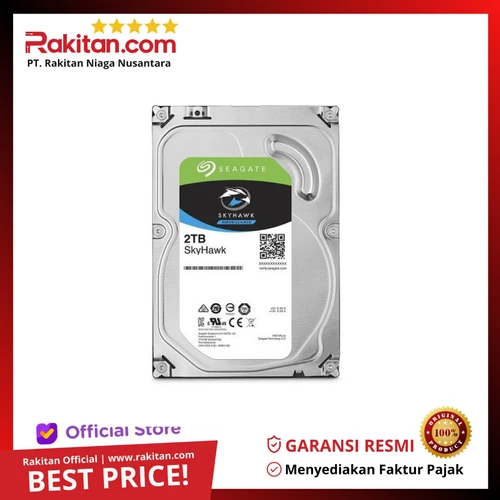 Rakitan.com
PT. Rakitan Niaga Nusantara
SEAGATE
SKYHAWK
SURVEILLANCE
2TB
SkyHawk
Official Store
Rakitan Official | www.rakitan.com
BEST PRICE!
GARANSI RESMI
Menyediakan Faktur Pajak
ORIGINAL
100%
PRODUCT